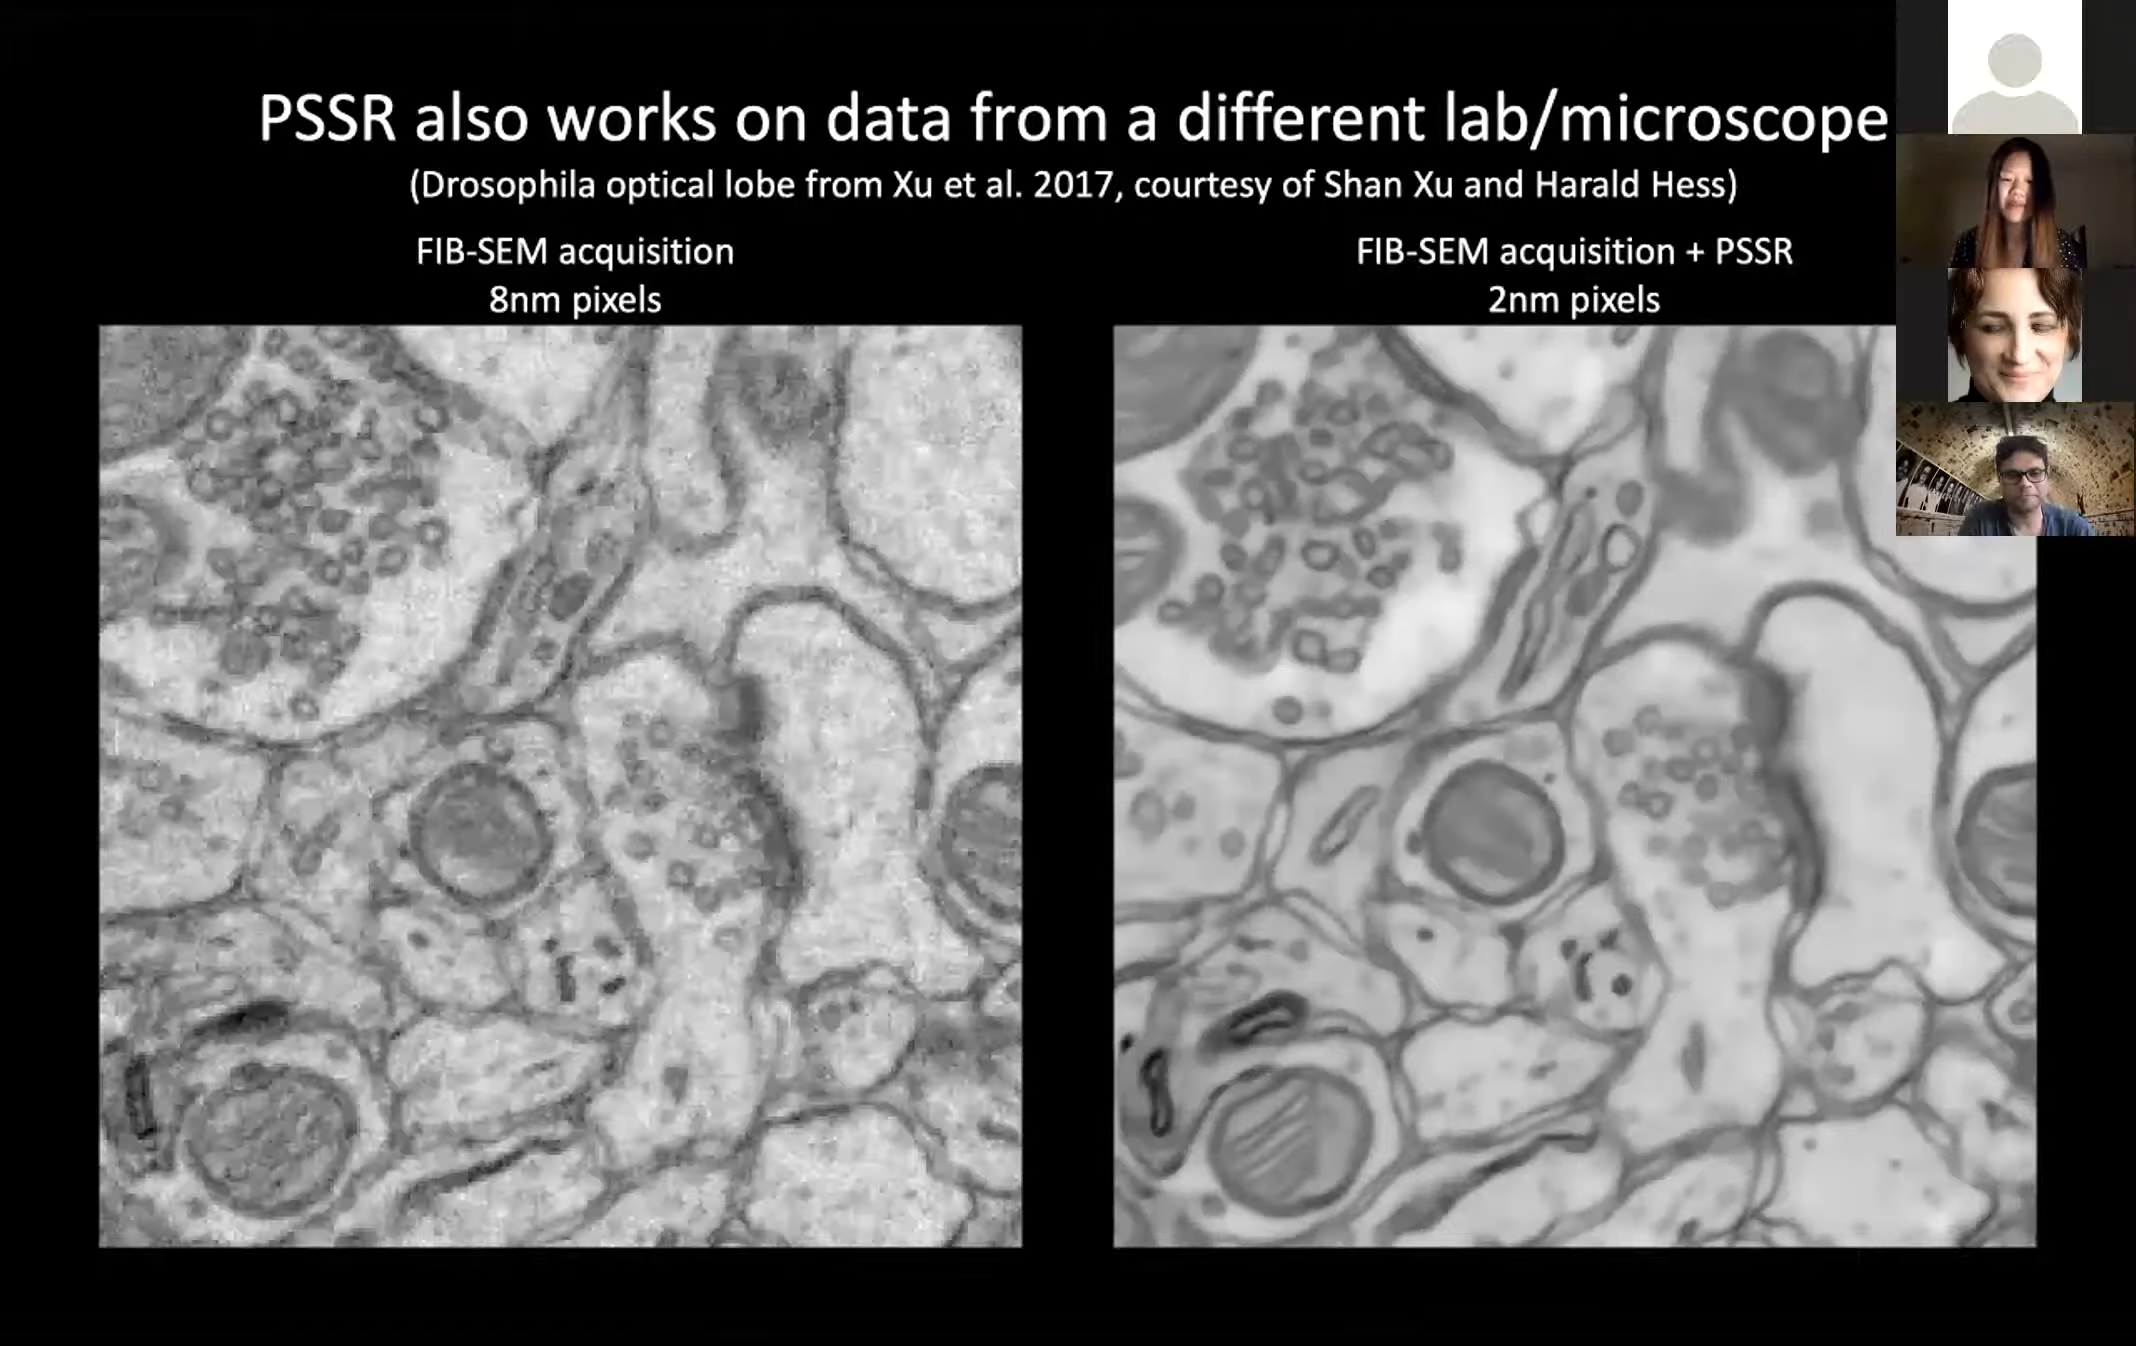 PSSR also works on data from a different lab/microscope
(Drosophila optical lobe from Xu et al. 2017, courtesy of Shan Xu and Harald Hess)
FIB-SEM acquisition
8nm pixels
FIB-SEM acquisition + PSSR
2nm pixels